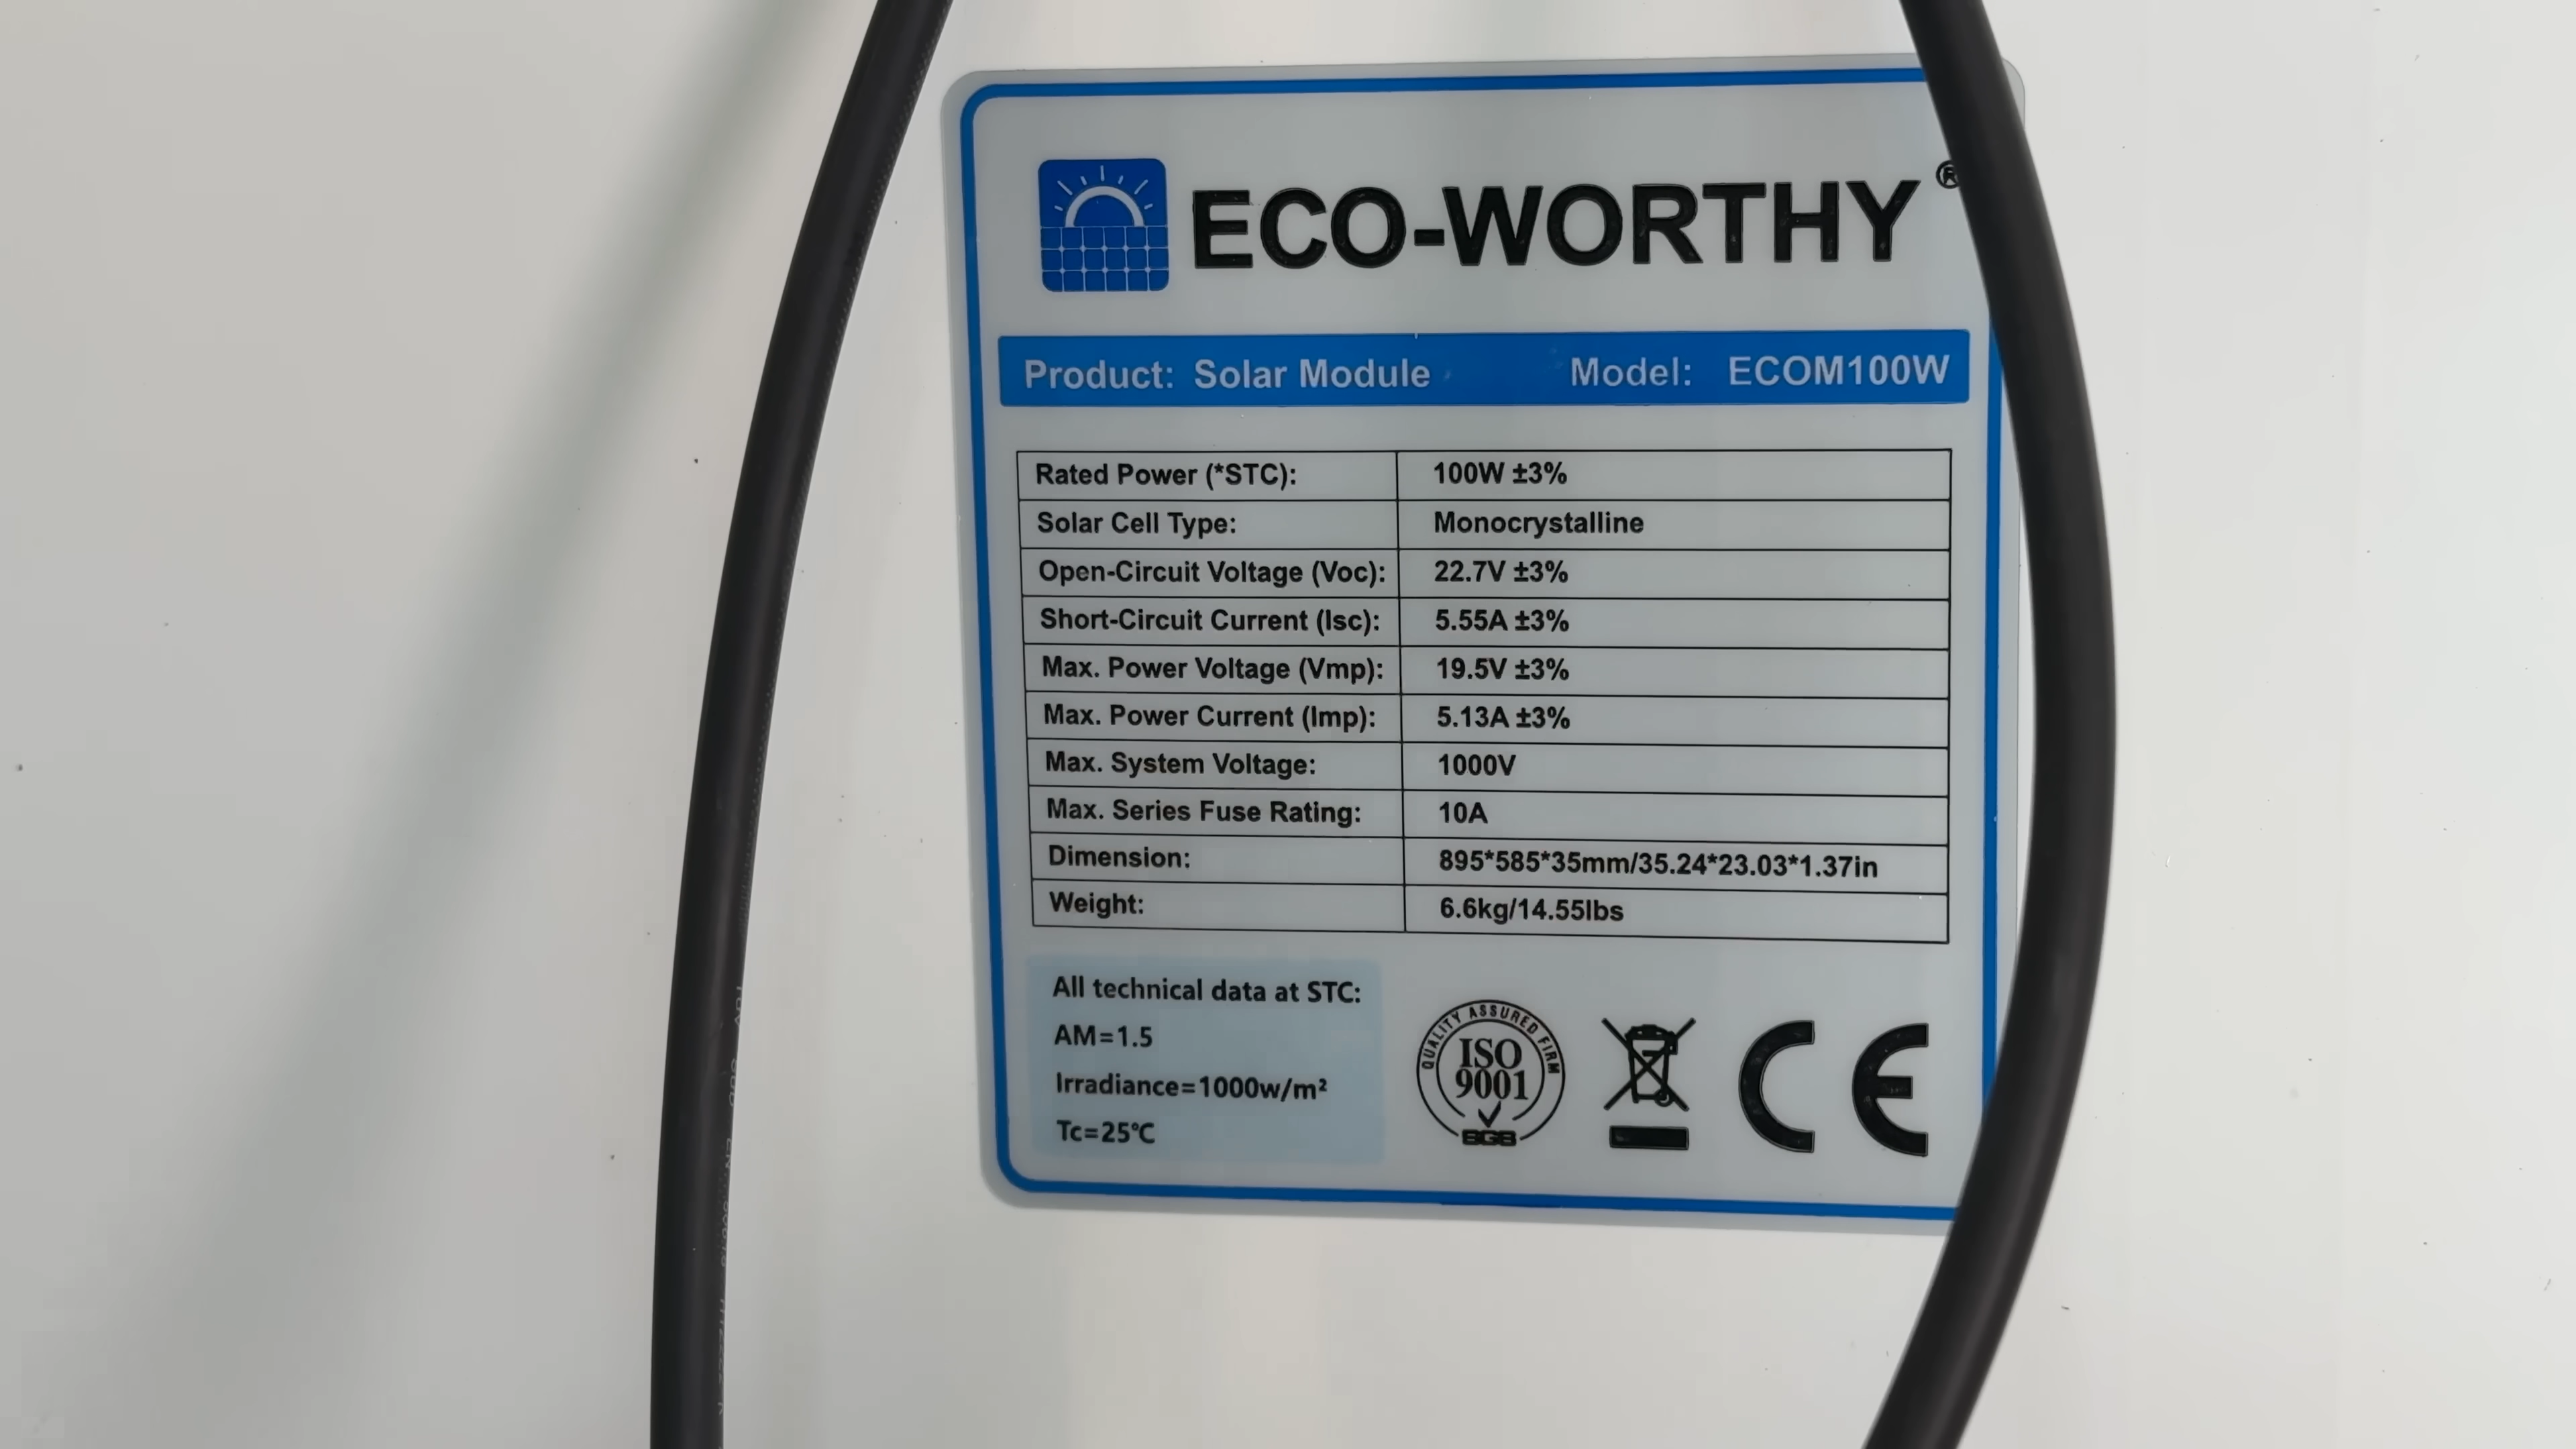 ECO-WORTHY®
Product: Solar Module Model: ECOM100W
Rated Power (*STC): 100W ±3%
Solar Cell Type: Monocrystalline
Open-Circuit Voltage (Voc): 22.7V ±3%
Short-Circuit Current (Isc): 5.55A ±3%
Max. Power Voltage (Vmp): 19.5V ±3%
Max. Power Current (Imp): 5.13A ±3%
Max. System Voltage: 1000V
Max. Series Fuse Rating: 10A
Dimension: 895*585*35mm/35.24*23.03*1.37in
Weight: 6.6kg/14.55lbs
All technical data at STC:
AM=1.5
Irradiance=1000w/m²
Tc=25℃
QUALITY ASSURED FIRM
ISO
9001
CE